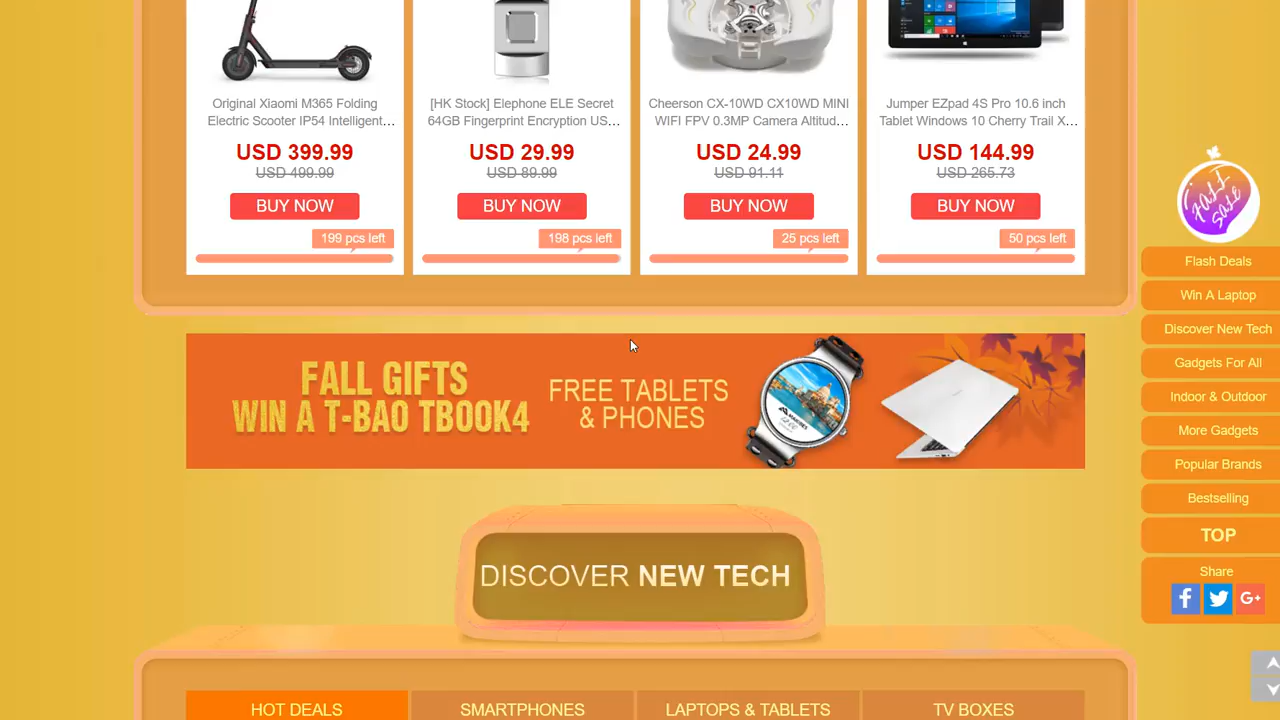 Original Xiaomi M365 Folding
Electric Scooter IP54 Intelligent...
USD 399.99
USD 499.99
BUY NOW
199 pcs left
[HK Stock] Elephone ELE Secret
64GB Fingerprint Encryption US...
USD 29.99
USD 89.99
BUY NOW
198 pcs left
Cheerson CX-10WD CX10WD MINI
WIFI FPV 0.3MP Camera Altitud...
USD 24.99
USD 91.11
BUY NOW
25 pcs left
Jumper EZpad 4S Pro 10.6 inch
Tablet Windows 10 Cherry Trail X...
USD 144.99
USD 265.73
BUY NOW
50 pcs left
FALL GIFTS
WIN A T-BAO TBOOK4
FREE TABLETS
& PHONES
DISCOVER NEW TECH
HOT DEALS
SMARTPHONES
LAPTOPS & TABLETS
TV BOXES
FALL
SALE
Flash Deals
Win A Laptop
Discover New Tech
Gadgets For All
Indoor & Outdoor
More Gadgets
Popular Brands
Bestselling
TOP
Share